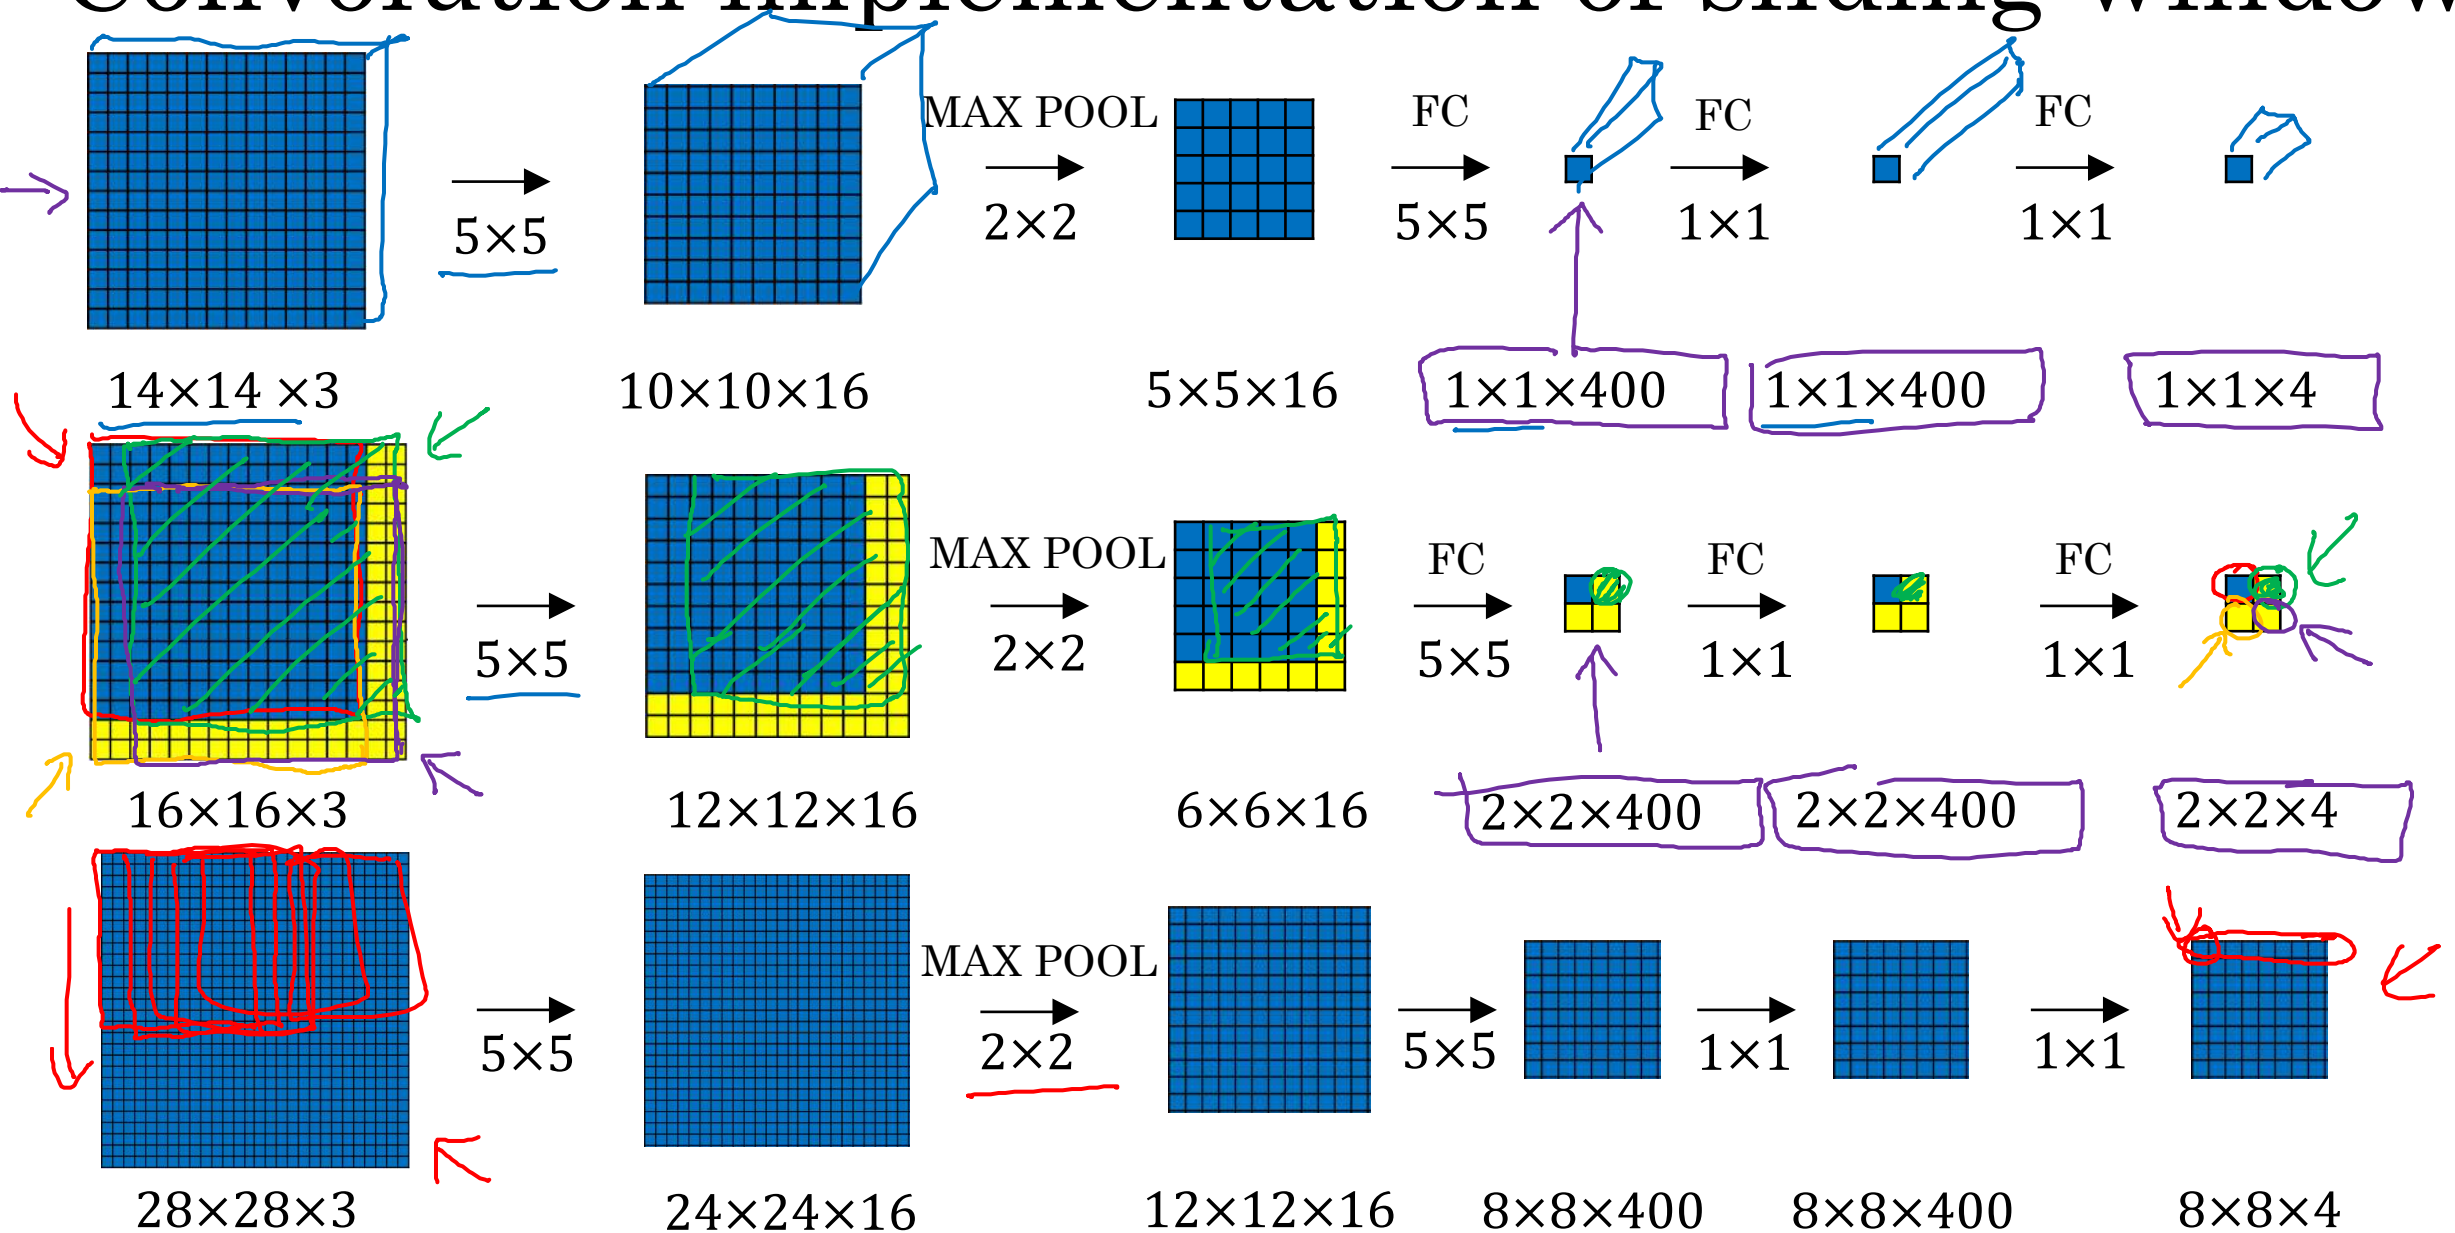 Convolution implementation of sliding window
MAX POOL FC FC FC
5×5 2×2 5×5 1×1 1×1
14×14 ×3 10×10×16 5×5×16 1×1×400 1×1×400 1×1×4
MAX POOL FC FC FC
5×5 2×2 5×5 1×1 1×1
16×16×3 12×12×16 6×6×16 2×2×400 2×2×400 2×2×4
MAX POOL
5×5 2×2 5×5 1×1 1×1
28×28×3 24×24×16 12×12×16 8×8×400 8×8×400 8×8×4